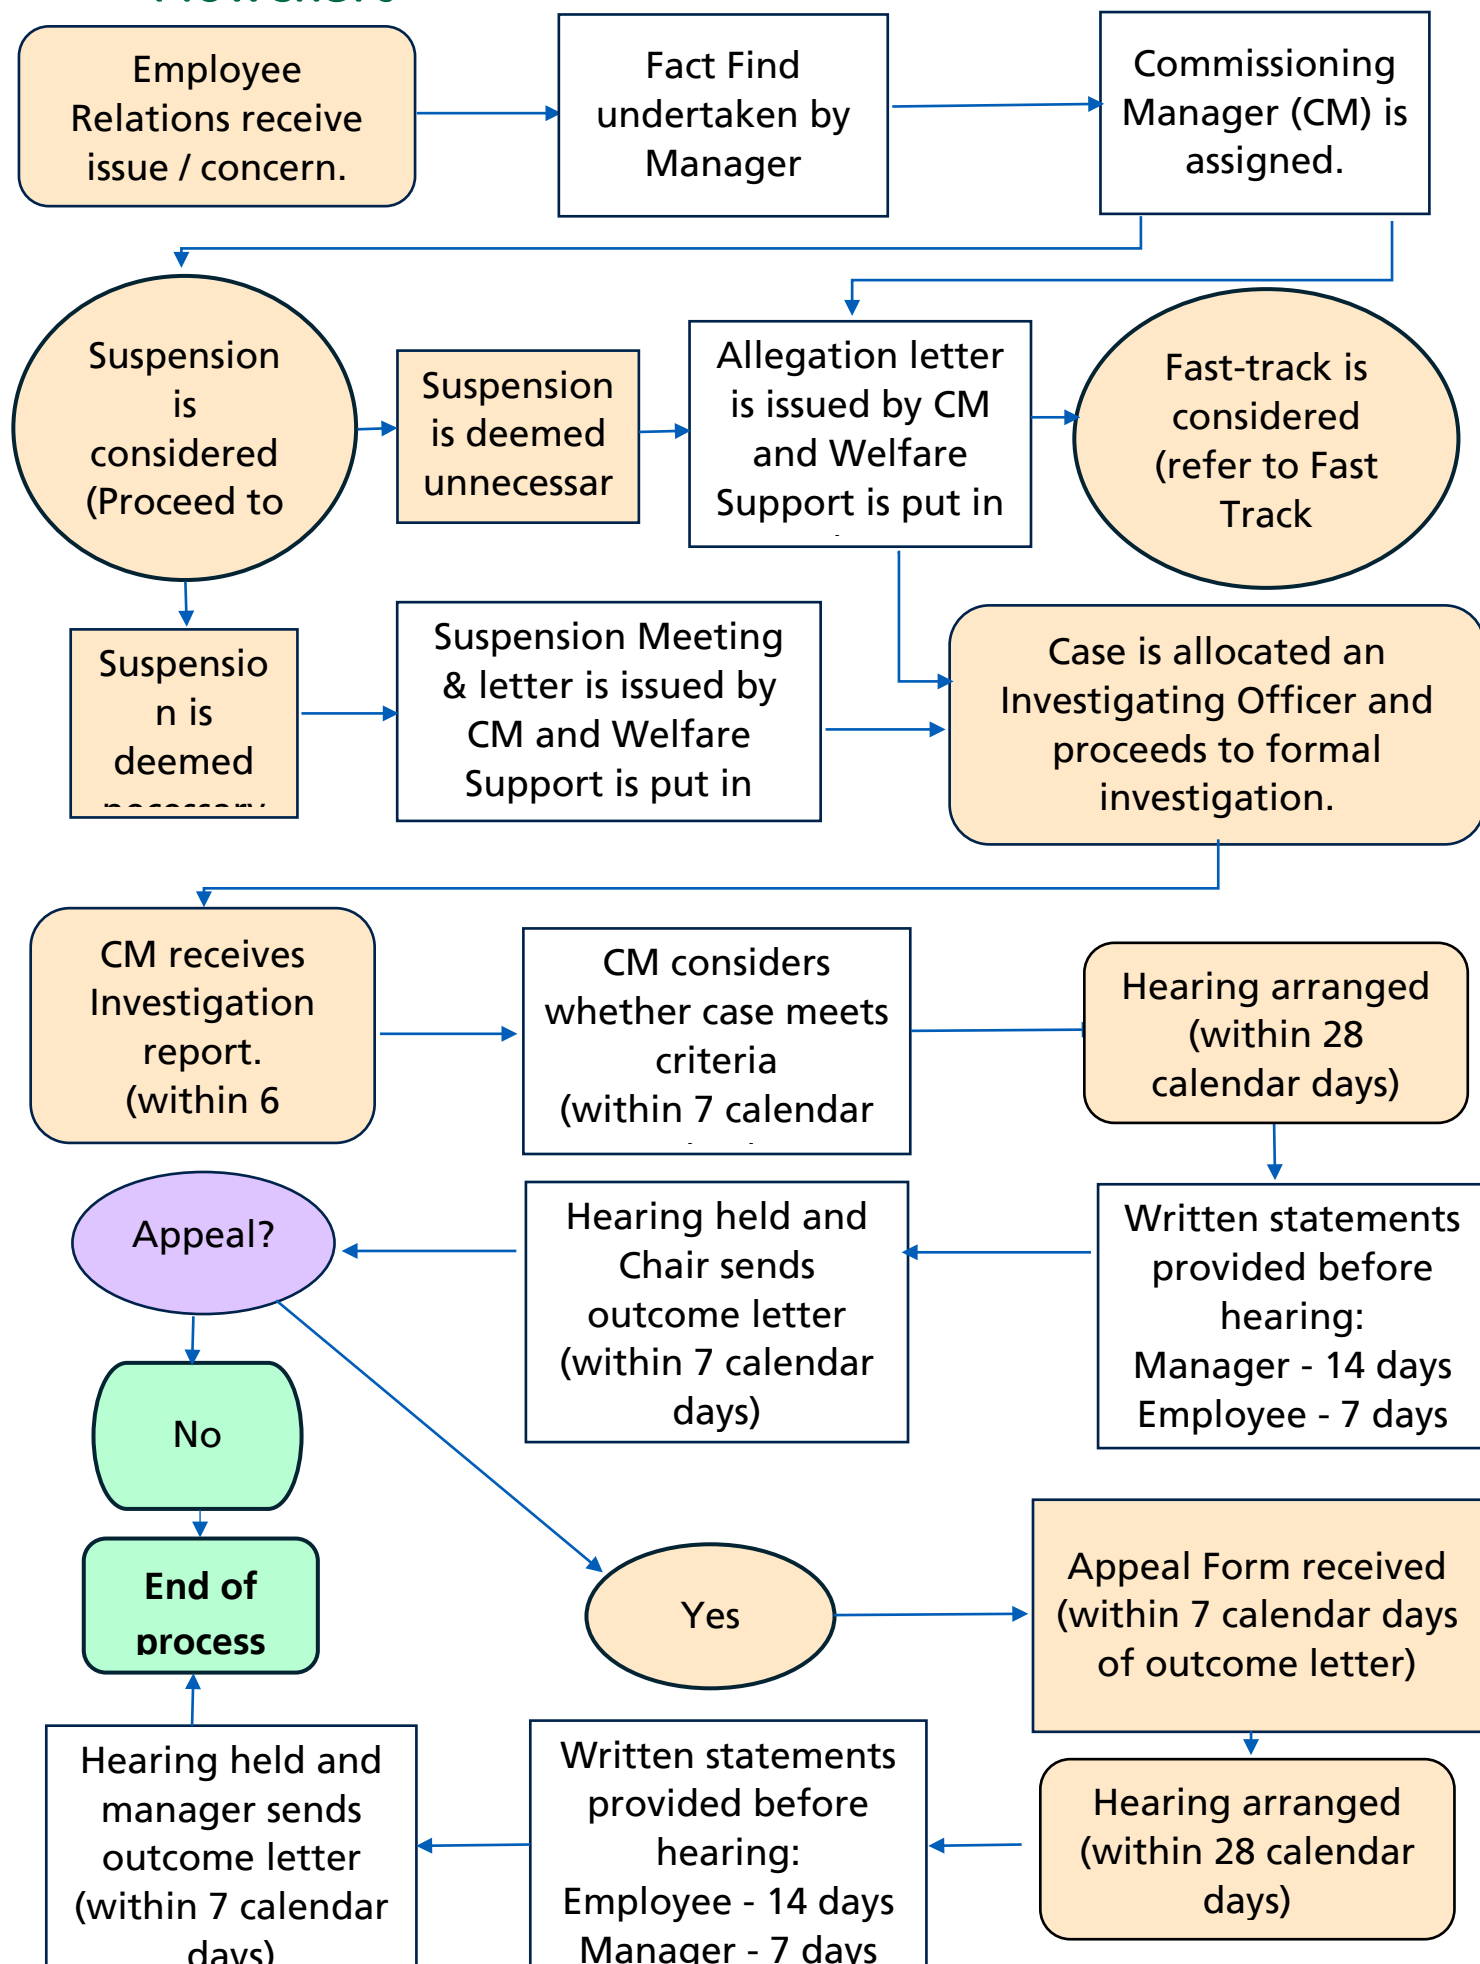 Employee
Relations receive
issue / concern.
Fact Find
undertaken by
Manager
Commissioning
Manager (CM) is
assigned.
Suspension
is
considered
(Proceed to
Suspension
is deemed
unnecessar
Allegation letter
is issued by CM
and Welfare
Support is put in
Fast-track is
considered
(refer to Fast
Track
Suspensio
n is
deemed
necessary
Suspension Meeting
& letter is issued by
CM and Welfare
Support is put in
Case is allocated an
Investigating Officer and
proceeds to formal
investigation.
CM receives
Investigation
report.
(within 6
CM considers
whether case meets
criteria
(within 7 calendar
Hearing arranged
(within 28
calendar days)
Appeal?
Hearing held and
Chair sends
outcome letter
(within 7 calendar
days)
Written statements
provided before
hearing:
Manager - 14 days
Employee - 7 days
No
End of
process
Yes
Appeal Form received
(within 7 calendar days
of outcome letter)
Hearing held and
manager sends
outcome letter
(within 7 calendar
days)
Written statements
provided before
hearing:
Employee - 14 days
Manager - 7 days
Hearing arranged
(within 28 calendar
days)